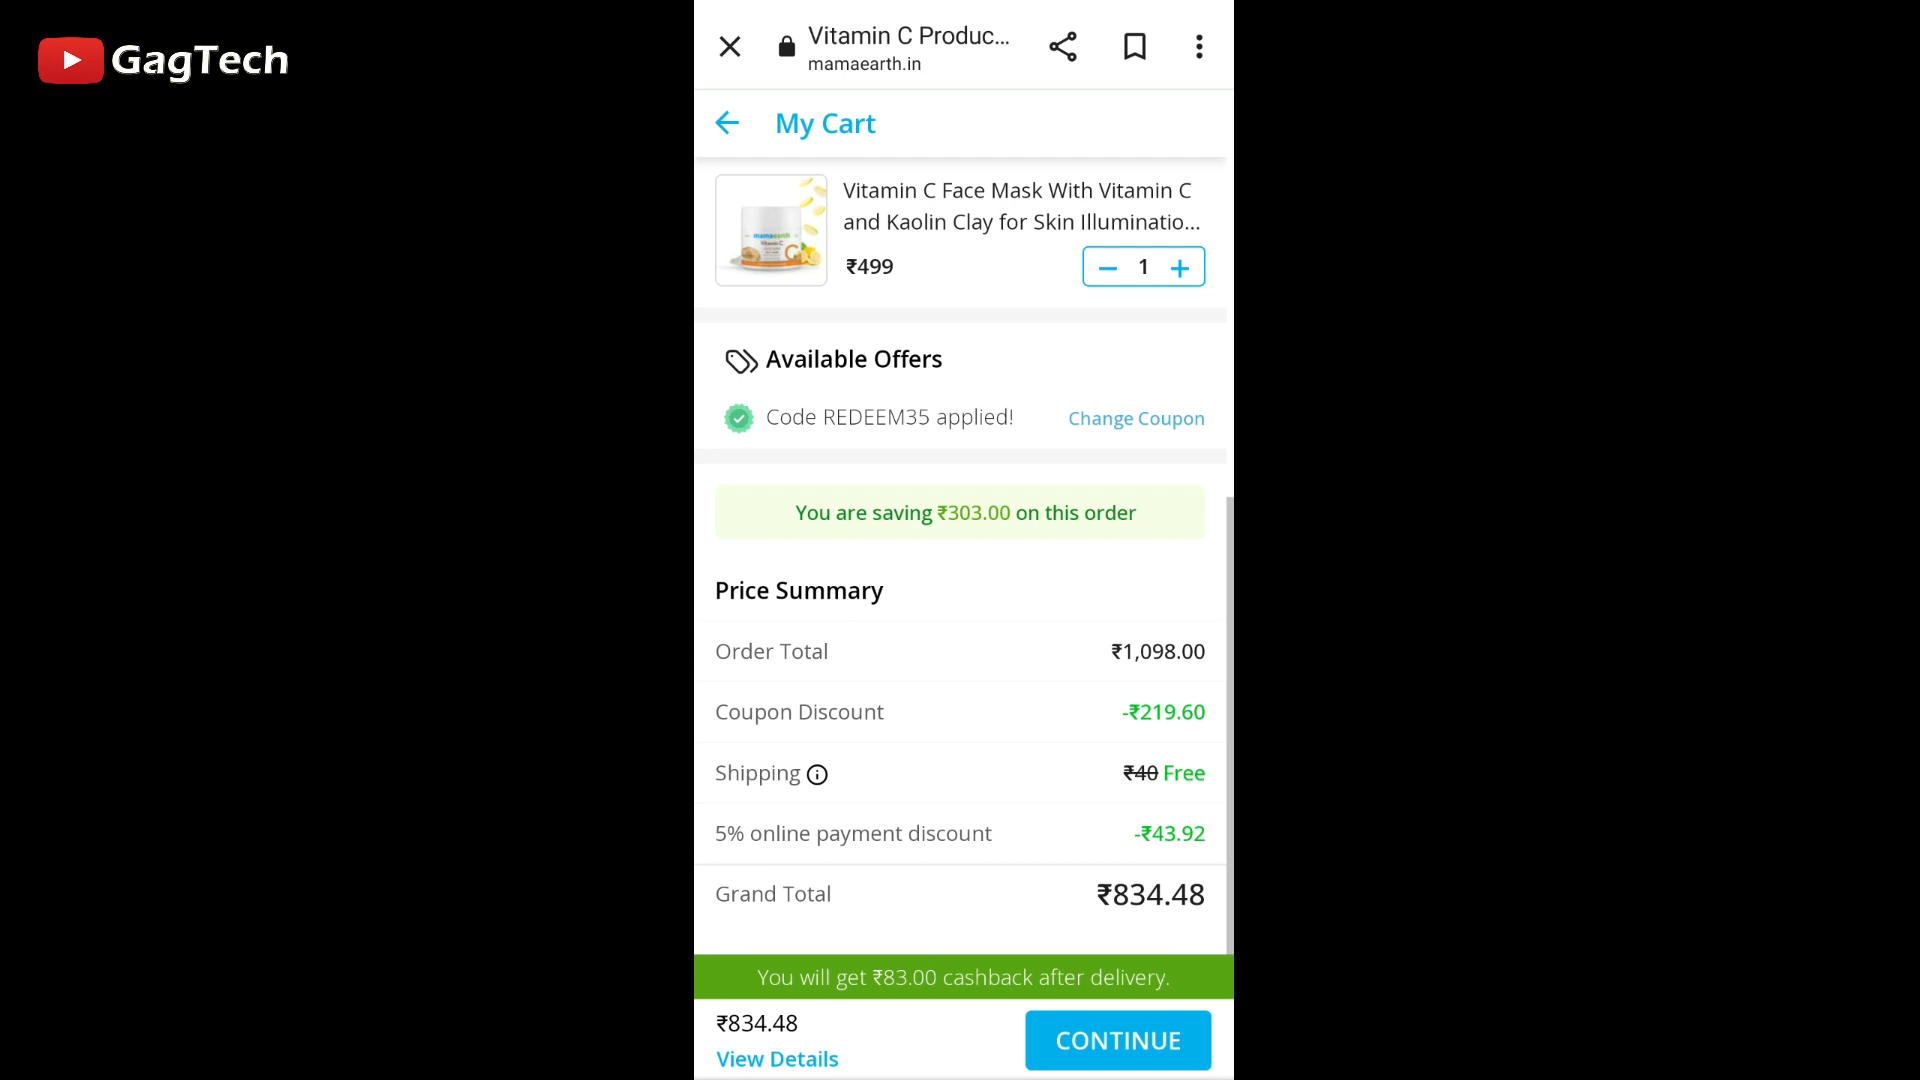 GagTech
Vitamin C Produc...
mamaearth.in
My Cart
Vitamin C Face Mask With Vitamin C
and Kaolin Clay for Skin Illuminatio...
mamaearth
Vitamin C
₹499
1
Available Offers
Code REDEEM35 applied!
Change Coupon
You are saving ₹303.00 on this order
Price Summary
Order Total ₹1,098.00
Coupon Discount -₹219.60
Shipping ₹40 Free
5% online payment discount -₹43.92
Grand Total ₹834.48
You will get ₹83.00 cashback after delivery.
₹834.48
View Details
CONTINUE